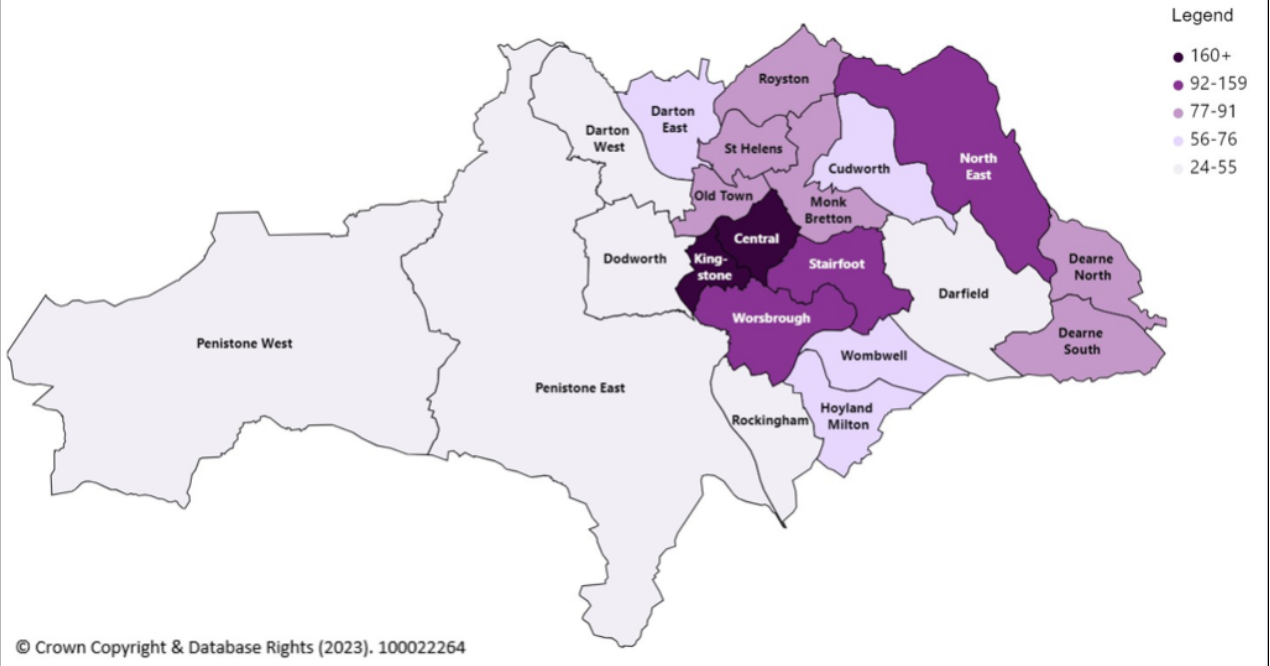 Legend
160+
92-159
77-91
56-76
24-55
Royston
Darton
East
Darton
West
St Helens
Cudworth
North
East
Old Town
Monk
Bretton
Central
King-
stone
Stairfoot
Dodworth
Dearne
North
Darfield
Worsbrough
Penistone West
Dearne
South
Wombwell
Penistone East
Hoyland
Milton
Rockingham
© Crown Copyright & Database Rights (2023). 100022264